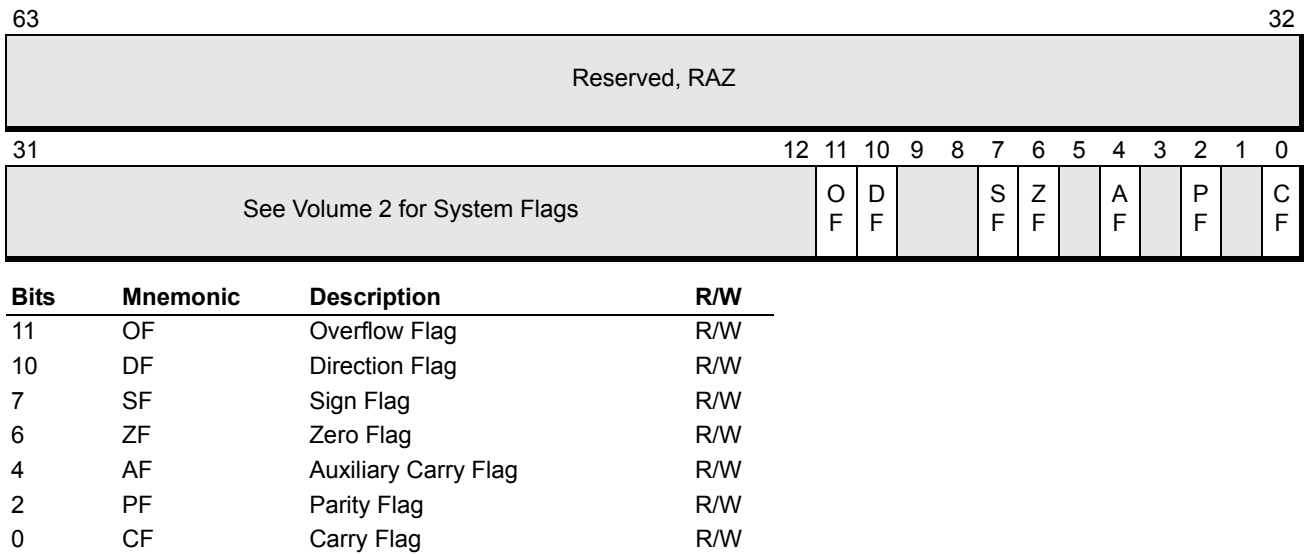 63 32
Reserved, RAZ
31 12 11 10 9 8 7 6 5 4 3 2 1 0
See Volume 2 for System Flags O D S Z A P C
F F F F F F F
Bits Mnemonic Description R/W
11 OF Overflow Flag R/W
10 DF Direction Flag R/W
7 SF Sign Flag R/W
6 ZF Zero Flag R/W
4 AF Auxiliary Carry Flag R/W
2 PF Parity Flag R/W
0 CF Carry Flag R/W